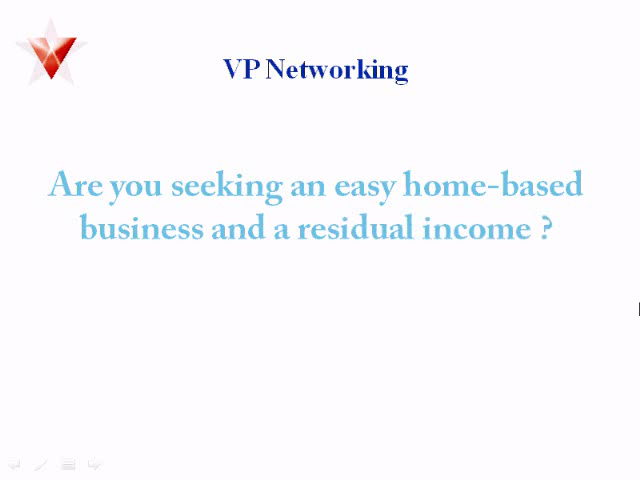 VP Networking
Are you seeking an easy home-based
business and a residual income ?